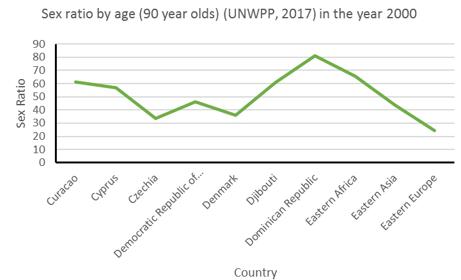 Sex ratio by age (90 year olds) (UNWPP, 2017) in the year 2000
90
80
70
60
50
40
30
20
10
0
Sex Ratio
Curacao
Cyprus
Czechia
Democratic Republic of...
Denmark
Djibouti
Dominican Republic
Eastern Africa
Eastern Asia
Eastern Europe
Country